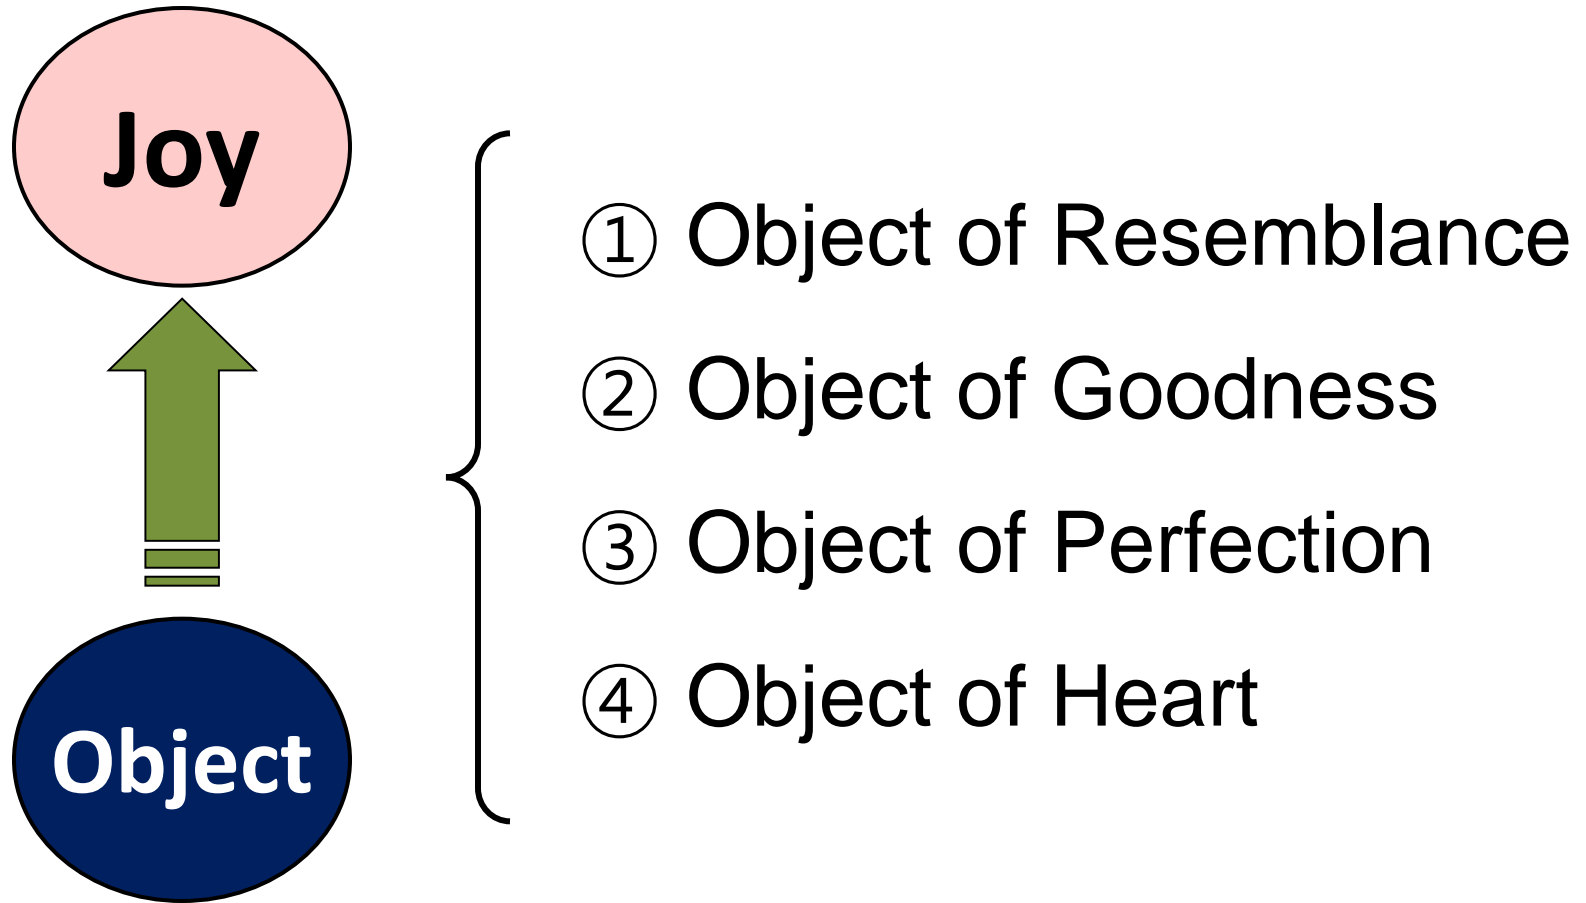 Joy
Object
① Object of Resemblance
② Object of Goodness
③ Object of Perfection
④ Object of Heart